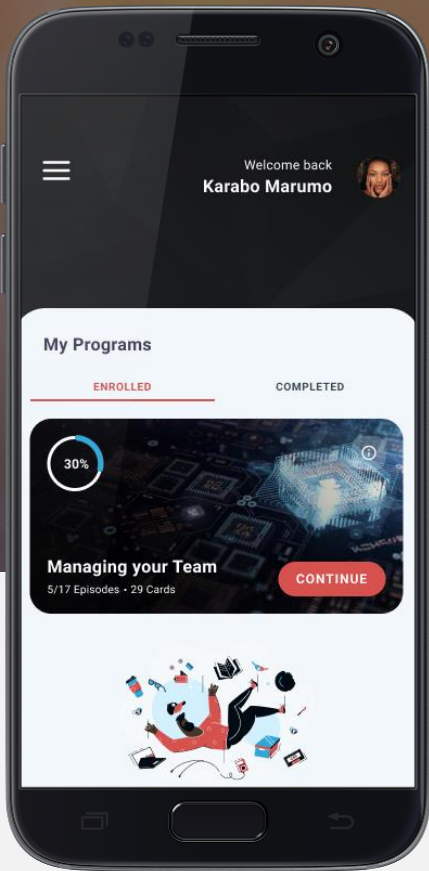 Welcome back
Karabo Marumo
My Programs
ENROLLED
COMPLETED
30%
Managing your Team
5/17 Episodes • 29 Cards
CONTINUE